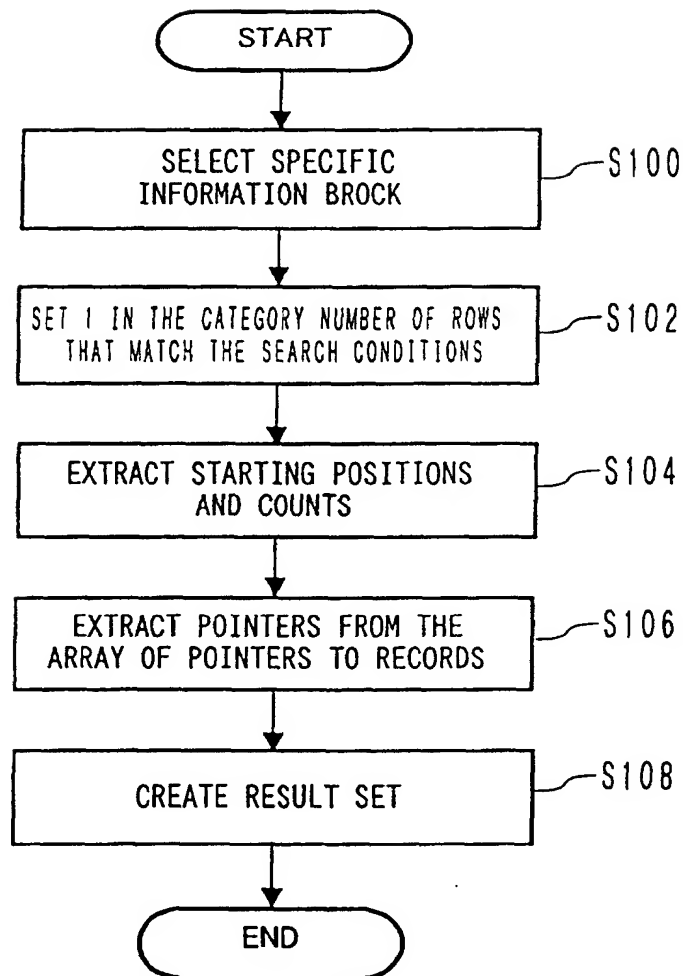 START
SELECT SPECIFIC
INFORMATION BROCK
S100
SET 1 IN THE CATEGORY NUMBER OF ROWS
THAT MATCH THE SEARCH CONDITIONS
S102
EXTRACT STARTING POSITIONS
AND COUNTS
S104
EXTRACT POINTERS FROM THE
ARRAY OF POINTERS TO RECORDS
S106
CREATE RESULT SET
S108
END